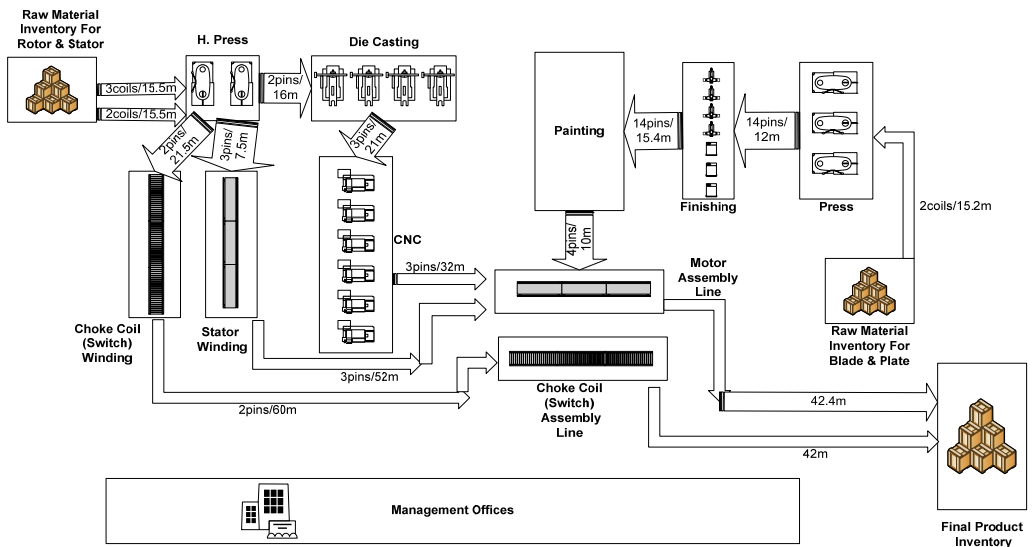 Raw Material
Inventory For
Rotor & Stator
H. Press
Die Casting
3coils/15.5m
2coils/15.5m
2pins/
16m
2pins/
21.5m
3pins/
7.5m
3pins/
21m
Painting
14pins/
15.4m
14pins/
12m
Finishing
Press
2coils/15.2m
4pins/
10m
CNC
3pins/32m
Motor
Assembly
Line
Raw Material
Inventory For
Blade & Plate
Choke Coil
(Switch)
Winding
Stator
Winding
3pins/52m
2pins/60m
Choke Coil
(Switch)
Assembly
Line
42.4m
42m
Management Offices
Final Product
Inventory